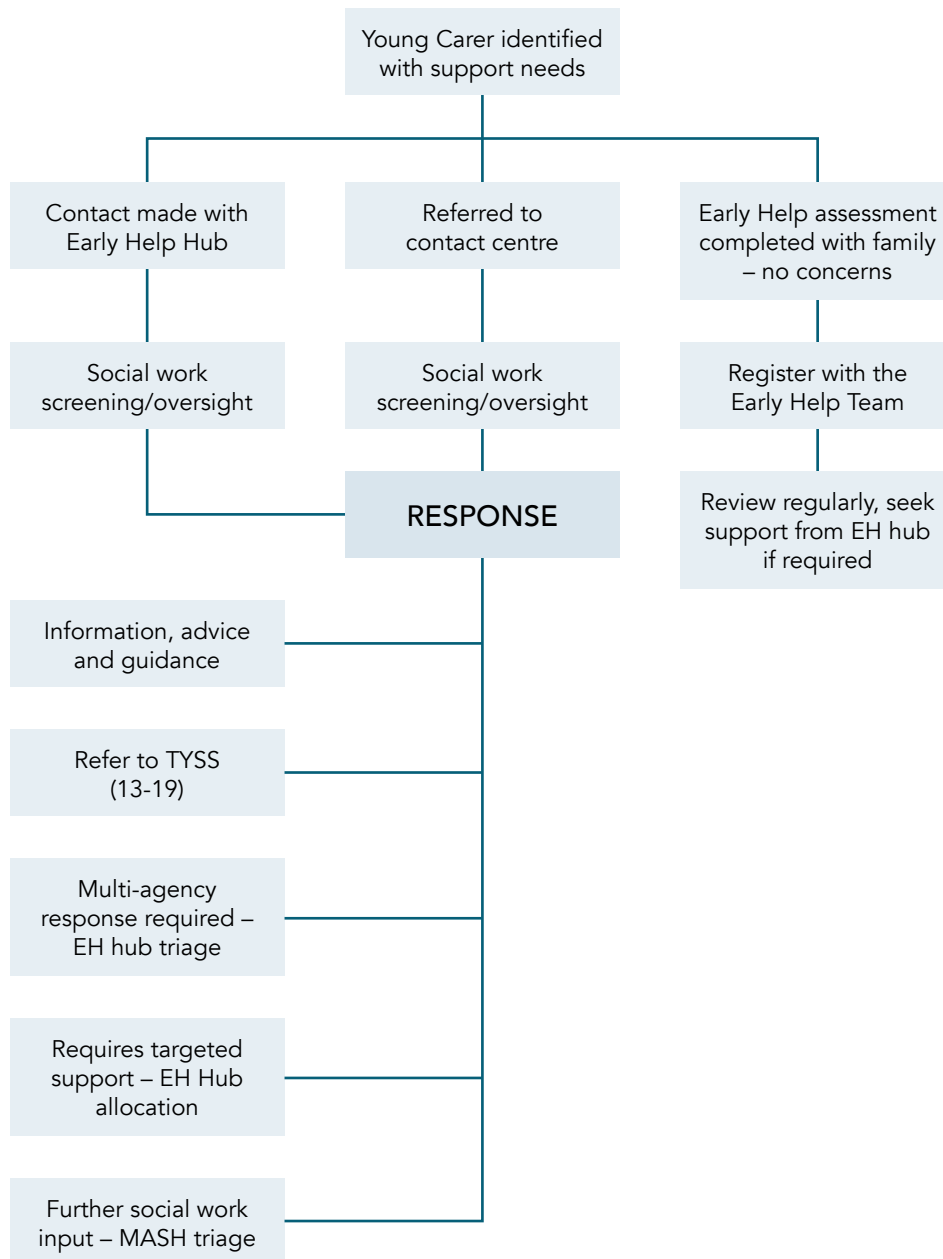 Young Carer identified
with support needs
Contact made with
Early Help Hub
Referred to
contact centre
Early Help assessment
completed with family
– no concerns
Social work
screening/oversight
Social work
screening/oversight
Register with the
Early Help Team
RESPONSE
Review regularly, seek
support from EH hub
if required
Information, advice
and guidance
Refer to TYSS
(13-19)
Multi-agency
response required –
EH hub triage
Requires targeted
support – EH Hub
allocation
Further social work
input – MASH triage